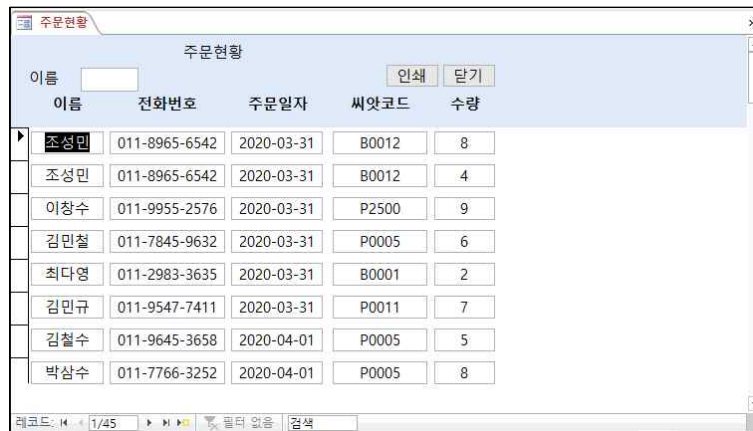 주문현황
주문현황
이름
인쇄 닫기
이름 전화번호 주문일자 씨앗코드 수량
조성민 011-8965-6542 2020-03-31 B0012 8
조성민 011-8965-6542 2020-03-31 B0012 4
이창수 011-9955-2576 2020-03-31 P2500 9
김민철 011-7845-9632 2020-03-31 P0005 6
최다영 011-2983-3635 2020-03-31 B0001 2
김민규 011-9547-7411 2020-03-31 P0011 7
김철수 011-9645-3658 2020-04-01 P0005 5
박삼수 011-7766-3252 2020-04-01 P0005 8
레코드: 1/45 필터 없음 검색